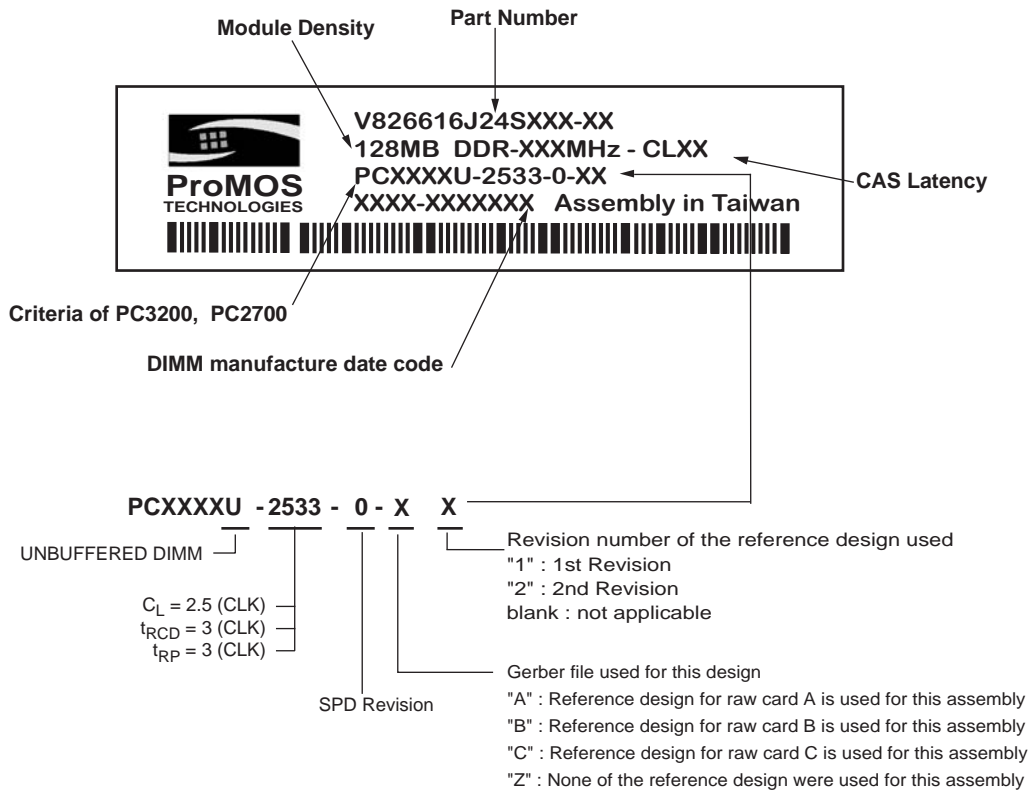 Module Density
Part Number
V826616J24SXXX-XX
128MB DDR-XXXMHz - CLXX
PCXXXXU-2533-0-XX
XXXX-XXXXXXX Assembly in Taiwan
ProMOS
TECHNOLOGIES
CAS Latency
Criteria of PC3200, PC2700
DIMM manufacture date code
PCXXXXU - 2533 - 0 - X X
UNBUFFERED DIMM
CL = 2.5 (CLK)
tRCD = 3 (CLK)
tRP = 3 (CLK)
SPD Revision
Revision number of the reference design used
"1" : 1st Revision
"2" : 2nd Revision
blank : not applicable
Gerber file used for this design
"A" : Reference design for raw card A is used for this assembly
"B" : Reference design for raw card B is used for this assembly
"C" : Reference design for raw card C is used for this assembly
"Z" : None of the reference design were used for this assembly